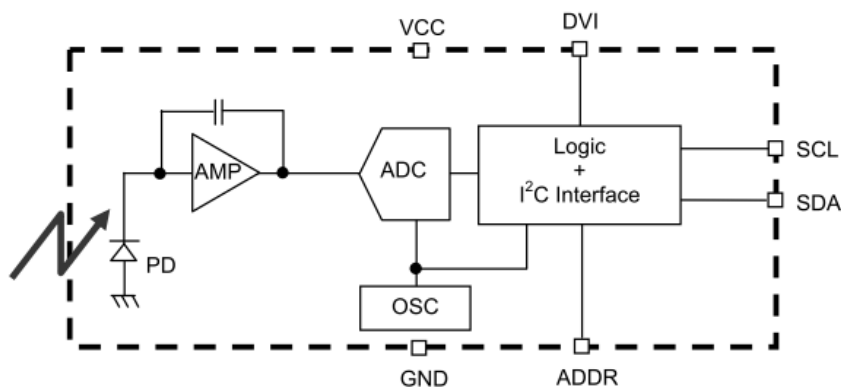 VCC
DVI
AMP
ADC
Logic
+
I²C Interface
SCL
SDA
PD
OSC
GND
ADDR